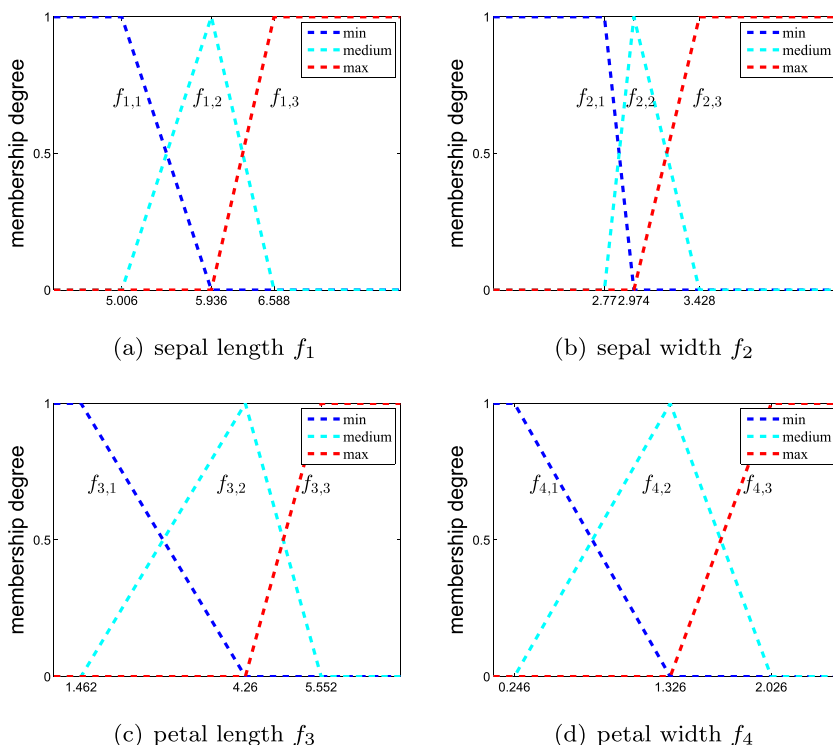 1
min
medium
max
f1,1 f1,2 f1,3
membership degree
0.5
0
5.006 5.936 6.588
(a) sepal length f1
1
min
medium
max
f2,1 f2,2 f2,3
membership degree
0.5
0
2.772.974 3.428
(b) sepal width f2
1
min
medium
max
f3,1 f3,2 f3,3
membership degree
0.5
0
1.462 4.26 5.552
(c) petal length f3
1
min
medium
max
f4,1 f4,2 f4,3
membership degree
0.5
0
0.246 1.326 2.026
(d) petal width f4